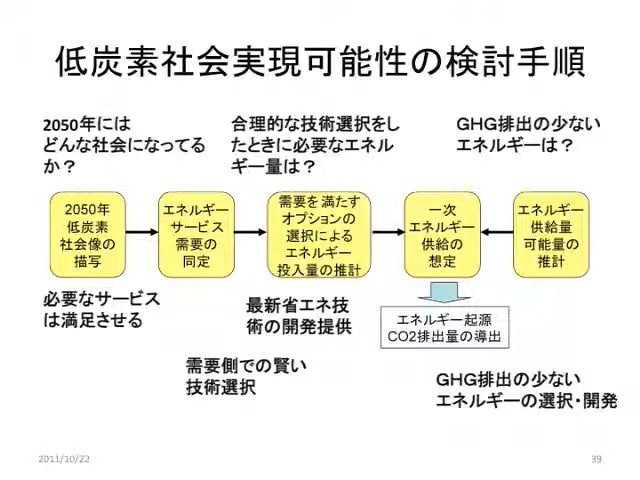 低炭素社会実現可能性の検討手順
2050年には
どんな社会になってる
か？
合理的な技術選択をし
たときに必要なエネル
ギー量は？
GHG排出の少ない
エネルギーは？
2050年
低炭素
社会像の
描写
エネルギー
サービス
需要の
同定
需要を満たす
オプションの
選択による
エネルギー
投入量の推計
一次
エネルギー
供給の
想定
エネルギー
供給量
可能量の
推計
必要なサービス
は満足させる
最新省エネ技
術の開発提供
エネルギー起源
CO2排出量の導出
需要側での賢い
技術選択
GHG排出の少ない
エネルギーの選択・開発
2011/10/22
39